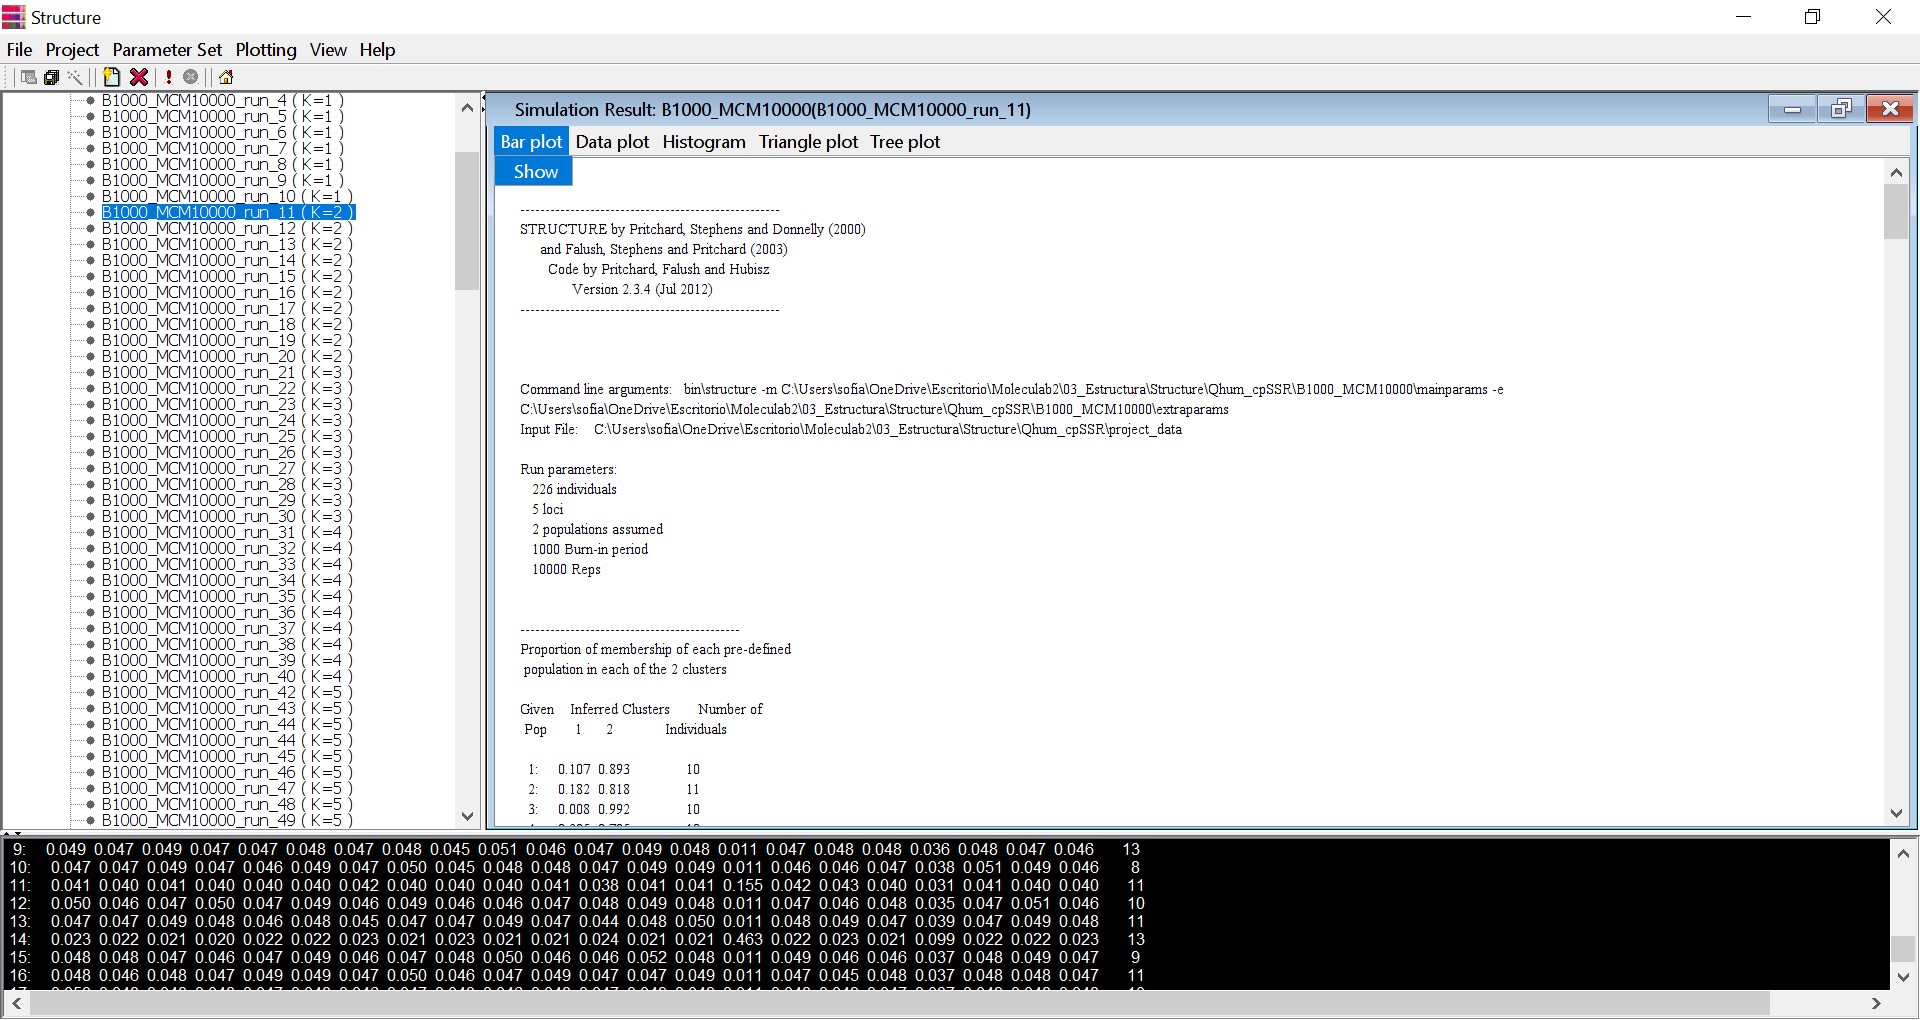 Structure
File Project Parameter Set Plotting View Help
B1000_MCM10000_run_4 ( K=1 )
B1000_MCM10000_run_5 ( K=1 )
B1000_MCM10000_run_6 ( K=1 )
B1000_MCM10000_run_7 ( K=1 )
B1000_MCM10000_run_8 ( K=1 )
B1000_MCM10000_run_9 ( K=1 )
B1000_MCM10000_run_10 ( K=1 )
B1000_MCM10000_run_11 ( K=2 )
B1000_MCM10000_run_12 ( K=2 )
B1000_MCM10000_run_13 ( K=2 )
B1000_MCM10000_run_14 ( K=2 )
B1000_MCM10000_run_15 ( K=2 )
B1000_MCM10000_run_16 ( K=2 )
B1000_MCM10000_run_17 ( K=2 )
B1000_MCM10000_run_18 ( K=2 )
B1000_MCM10000_run_19 ( K=2 )
B1000_MCM10000_run_20 ( K=2 )
B1000_MCM10000_run_21 ( K=3 )
B1000_MCM10000_run_22 ( K=3 )
B1000_MCM10000_run_23 ( K=3 )
B1000_MCM10000_run_24 ( K=3 )
B1000_MCM10000_run_25 ( K=3 )
B1000_MCM10000_run_26 ( K=3 )
B1000_MCM10000_run_27 ( K=3 )
B1000_MCM10000_run_28 ( K=3 )
B1000_MCM10000_run_29 ( K=3 )
B1000_MCM10000_run_30 ( K=3 )
B1000_MCM10000_run_31 ( K=4 )
B1000_MCM10000_run_32 ( K=4 )
B1000_MCM10000_run_33 ( K=4 )
B1000_MCM10000_run_34 ( K=4 )
B1000_MCM10000_run_35 ( K=4 )
B1000_MCM10000_run_36 ( K=4 )
B1000_MCM10000_run_37 ( K=4 )
B1000_MCM10000_run_38 ( K=4 )
B1000_MCM10000_run_39 ( K=4 )
B1000_MCM10000_run_40 ( K=4 )
B1000_MCM10000_run_42 ( K=5 )
B1000_MCM10000_run_43 ( K=5 )
B1000_MCM10000_run_44 ( K=5 )
B1000_MCM10000_run_44 ( K=5 )
B1000_MCM10000_run_45 ( K=5 )
B1000_MCM10000_run_46 ( K=5 )
B1000_MCM10000_run_47 ( K=5 )
B1000_MCM10000_run_48 ( K=5 )
B1000_MCM10000_run_49 ( K=5 )
Simulation Result: B1000_MCM10000(B1000_MCM10000_run_11)
Bar plot Data plot Histogram Triangle plot Tree plot
Show
----------------------------------------------------
STRUCTURE by Pritchard, Stephens and Donnelly (2000)
and Falush, Stephens and Pritchard (2003)
Code by Pritchard, Falush and Hubisz
Version 2.3.4 (Jul 2012)
----------------------------------------------------
Command line arguments: bin\structure -m C:\Users\sofia\OneDrive\Escritorio\Moleculab2\03_Estructura\Structure\Qhum_cpSSR\B1000_MCM10000\mainparams -e
C:\Users\sofia\OneDrive\Escritorio\Moleculab2\03_Estructura\Structure\Qhum_cpSSR\B1000_MCM10000\extraparams
Input File: C:\Users\sofia\OneDrive\Escritorio\Moleculab2\03_Estructura\Structure\Qhum_cpSSR\project_data
Run parameters:
226 individuals
5 loci
2 populations assumed
1000 Burn-in period
10000 Reps
--------------------------------------------
Proportion of membership of each pre-defined
population in each of the 2 clusters
Given Inferred Clusters Number of
Pop 1 2 Individuals
1: 0.107 0.893 10
2: 0.182 0.818 11
3: 0.008 0.992 10
9: 0.049 0.047 0.049 0.047 0.047 0.048 0.047 0.048 0.045 0.051 0.046 0.047 0.049 0.048 0.011 0.047 0.048 0.048 0.036 0.048 0.047 0.046 13
10: 0.047 0.047 0.049 0.047 0.046 0.049 0.047 0.050 0.045 0.048 0.048 0.047 0.049 0.049 0.011 0.046 0.046 0.047 0.038 0.051 0.049 0.046 8
11: 0.041 0.040 0.041 0.040 0.040 0.040 0.042 0.040 0.040 0.040 0.041 0.038 0.041 0.041 0.155 0.042 0.043 0.040 0.031 0.041 0.040 0.040 11
12: 0.050 0.046 0.047 0.050 0.047 0.049 0.046 0.049 0.046 0.046 0.047 0.048 0.049 0.048 0.011 0.047 0.046 0.048 0.035 0.047 0.051 0.046 10
13: 0.047 0.047 0.049 0.048 0.046 0.048 0.045 0.047 0.047 0.049 0.047 0.044 0.048 0.050 0.011 0.048 0.049 0.047 0.039 0.047 0.049 0.048 11
14: 0.023 0.022 0.021 0.020 0.022 0.022 0.023 0.021 0.023 0.021 0.021 0.024 0.021 0.021 0.463 0.022 0.023 0.021 0.099 0.022 0.022 0.023 13
15: 0.048 0.048 0.047 0.046 0.047 0.049 0.046 0.047 0.048 0.050 0.046 0.046 0.052 0.048 0.011 0.049 0.046 0.046 0.037 0.048 0.049 0.047 9
16: 0.048 0.046 0.048 0.047 0.049 0.049 0.047 0.050 0.046 0.047 0.049 0.047 0.047 0.049 0.011 0.047 0.045 0.048 0.037 0.048 0.048 0.047 11